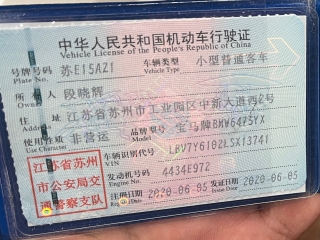 中华人民共和国机动车行驶证
Vehicle License of the People's Republic of China
号牌号码 苏E15AZ1 车辆类型 小型普通客车
Plate No. Vehicle Type
所有人 段晓辉
Owner
住址 江苏省苏州市工业园区中新大道西2号
Address
使用性质 非营运 品牌型号 宝马牌BMW6475YX
Use Character Model
江苏省苏州
市公安局交
通警察支队
车辆识别代号 LBV7Y6102LSX13741
VIN
发动机号码 4434E972
Engine No.
注册日期 2020-06-05 发证日期 2020-06-05
Register Date Issue Date